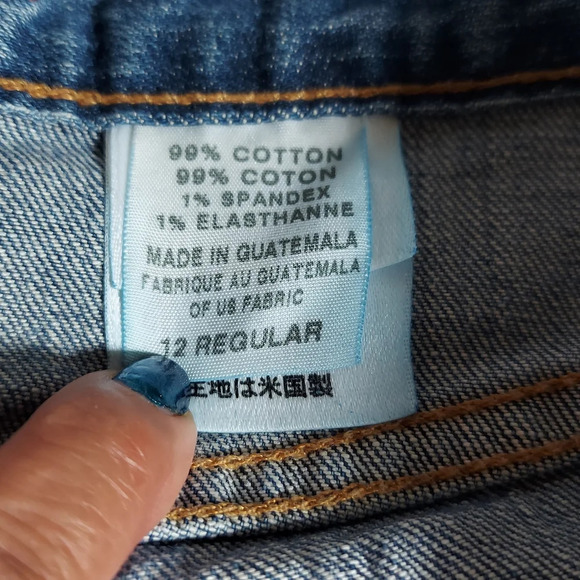 99% COTTON
99% COTON
1% SPANDEX
1% ELASTHANNE
MADE IN GUATEMALA
FABRIQUE AU GUATEMALA
OF US FABRIC
12 REGULAR
生地は米国製